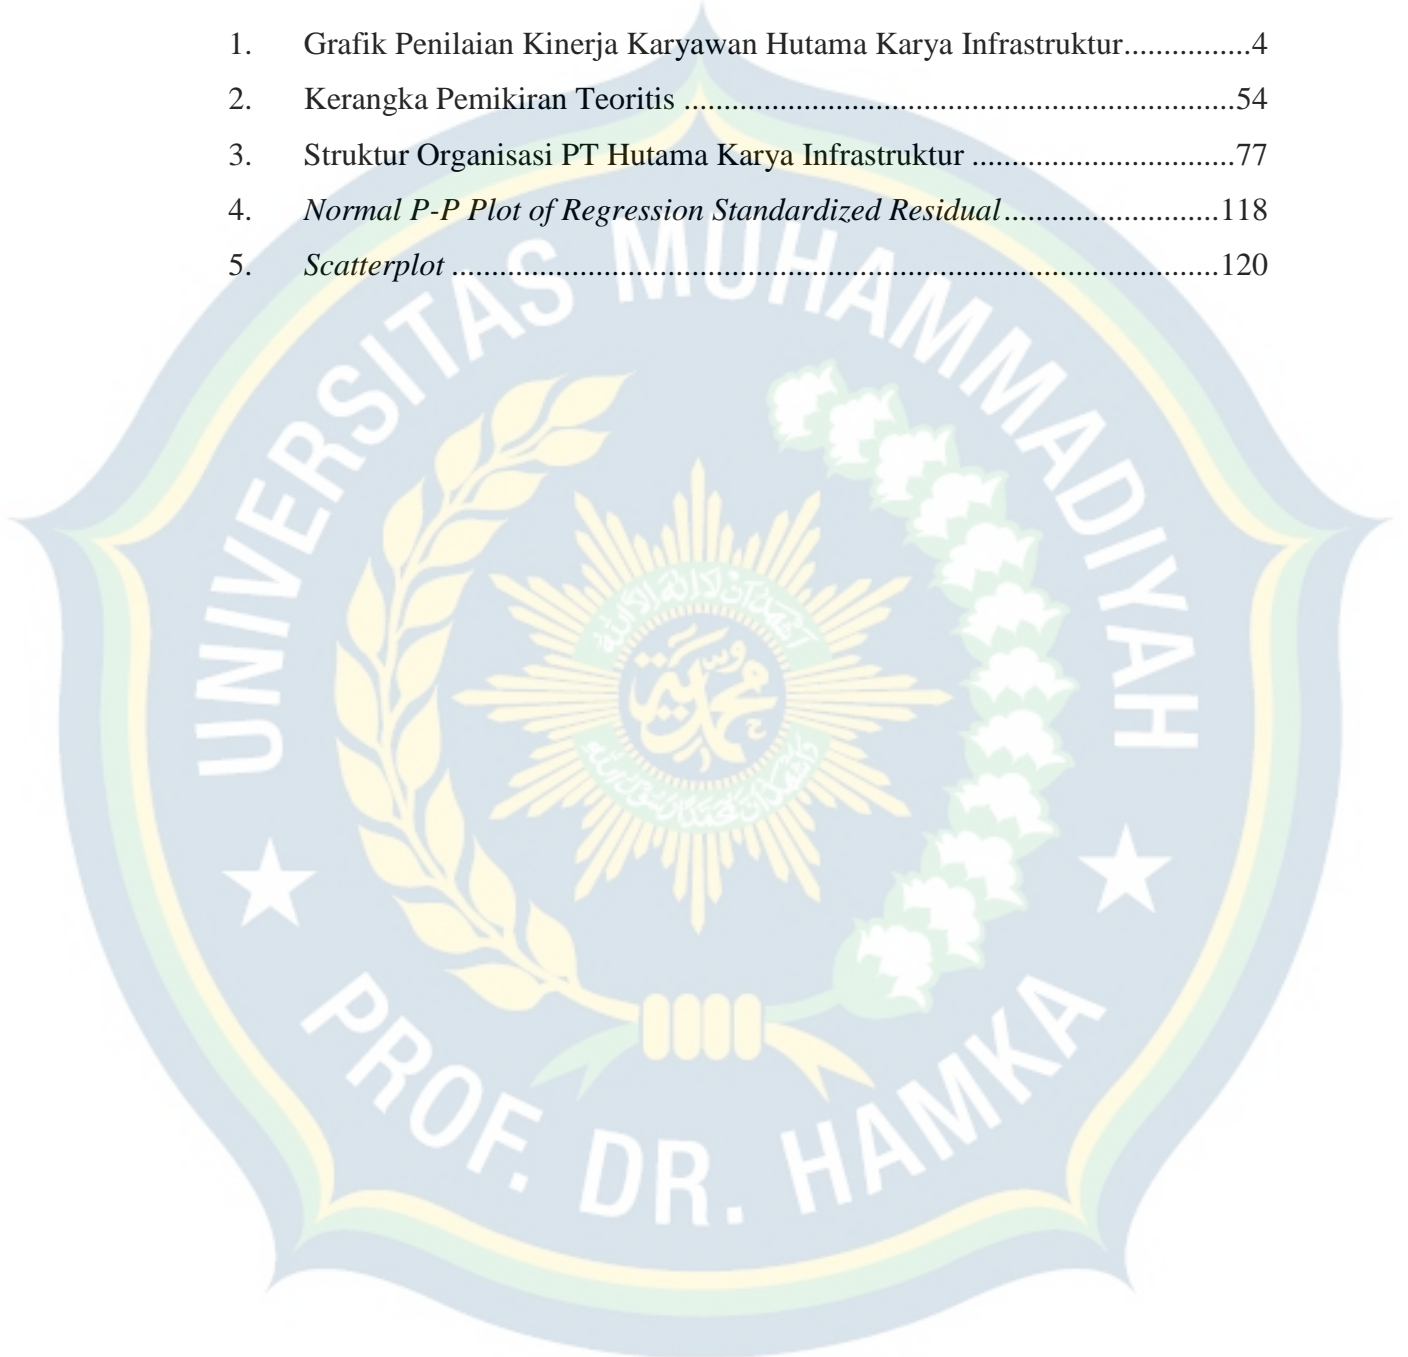 1. Grafik Penilaian Kinerja Karyawan Hutama Karya Infrastruktur................4
2. Kerangka Pemikiran Teoritis .......................................................................54
3. Struktur Organisasi PT Hutama Karya Infrastruktur ..................................77
4. Normal P-P Plot of Regression Standardized Residual............................118
5. Scatterplot ..................................................................................................120
UNIVERSITAS MUHAMMADIYAH
PROF. DR. HAMKA